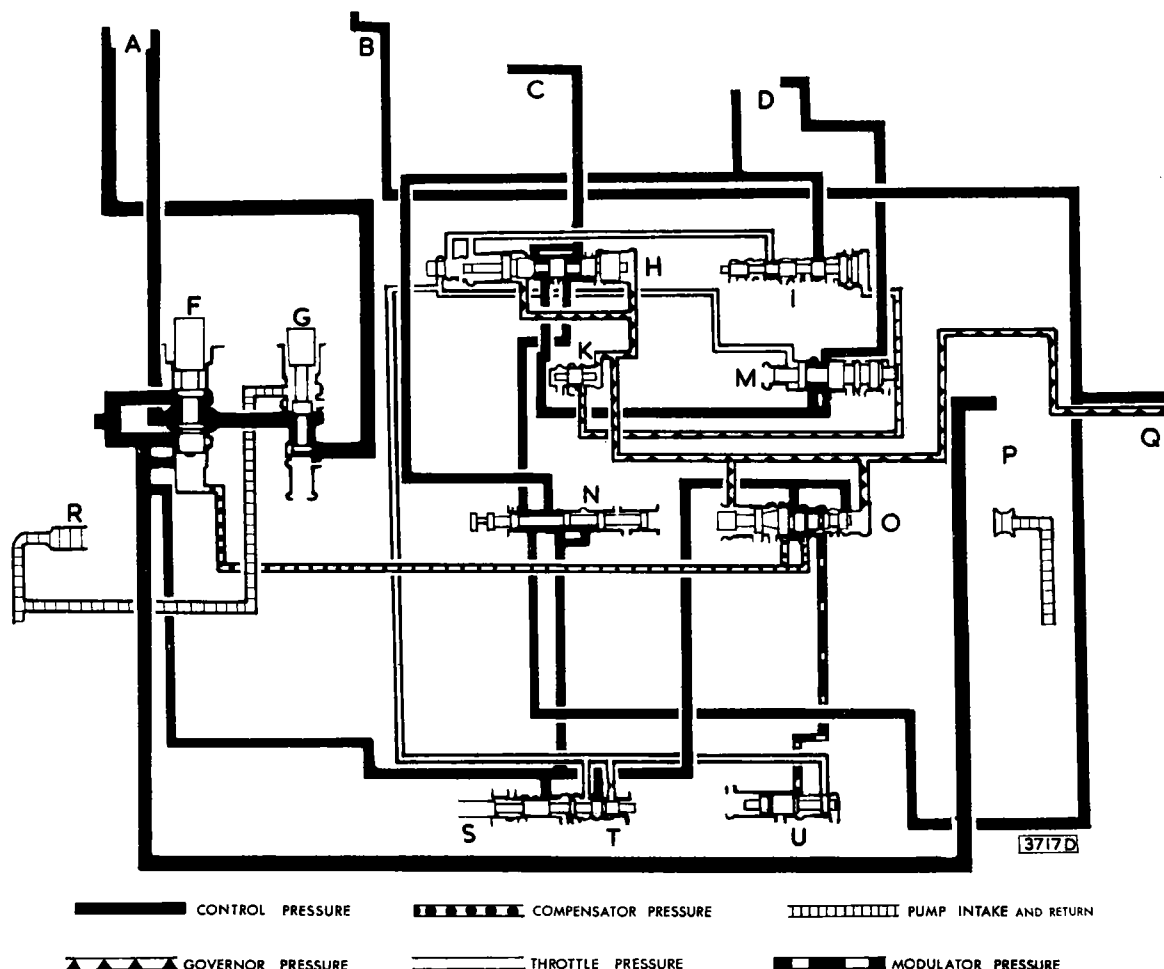 A
B
C
D
F
G
H
I
K
M
N
O
P
Q
R
S
T
U
3717D
CONTROL PRESSURE
COMPENSATOR PRESSURE
PUMP INTAKE AND RETURN
GOVERNOR PRESSURE
THROTTLE PRESSURE
MODULATOR PRESSURE